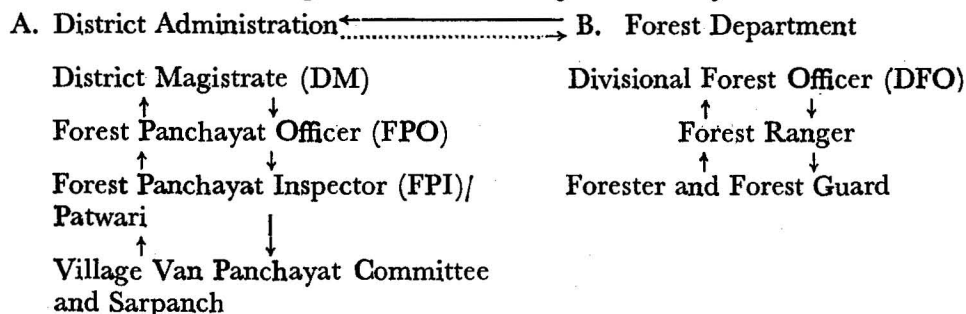 A. District Administration B. Forest Department
District Magistrate (DM) Divisional Forest Officer (DFO)
Forest Panchayat Officer (FPO) Forest Ranger
Forest Panchayat Inspector (FPI)/ Forester and Forest Guard
Patwari
Village Van Panchayat Committee
and Sarpanch